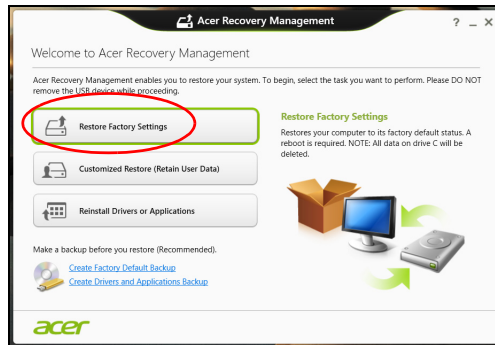 Acer Recovery Management
? _ X
Welcome to Acer Recovery Management
Acer Recovery Management enables you to restore your system. To begin, select the task you want to perform. Please DO NOT
remove the USB device while proceeding.
Restore Factory Settings
Customized Restore (Retain User Data)
Reinstall Drivers or Applications
Make a backup before you restore (Recommended).
Create Factory Default Backup
Create Drivers and Applications Backup
Restore Factory Settings
Restores your computer to its factory default status. A
reboot is required. NOTE: All data on drive C will be
deleted.
acer